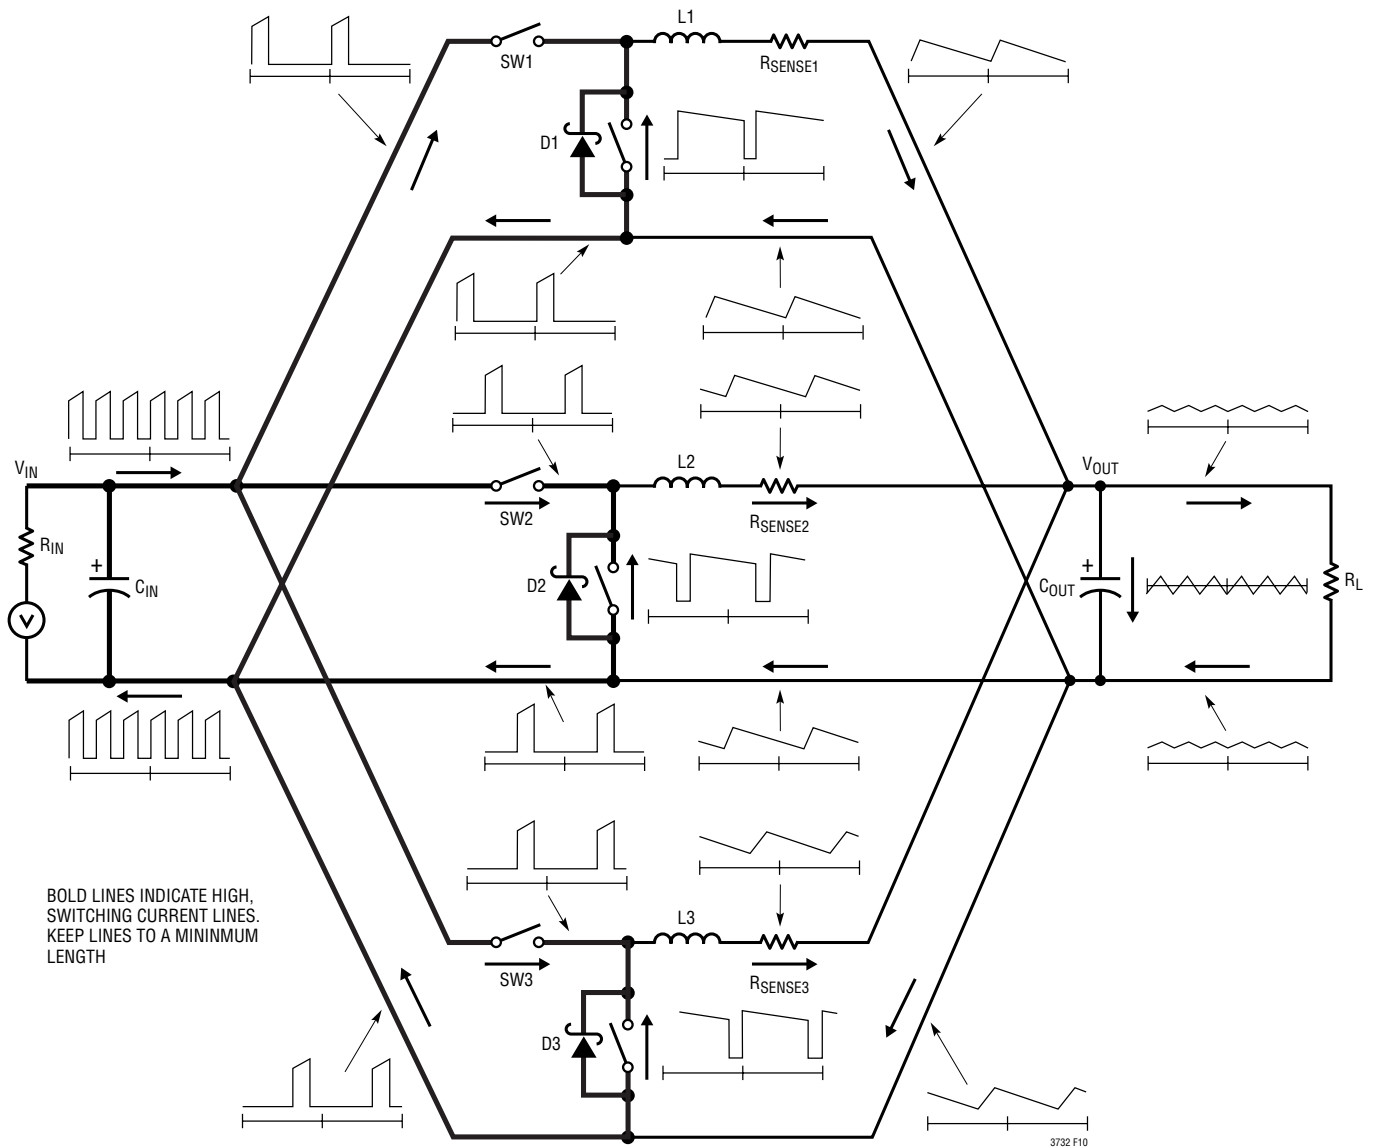 L1
SW1
RSENSE1
D1
VIN
L2
VOUT
SW2
RSENSE2
RIN
+
CIN
D2
+
COUT
RL
V
BOLD LINES INDICATE HIGH,
SWITCHING CURRENT LINES.
KEEP LINES TO A MININMUM
LENGTH
L3
SW3
RSENSE3
D3
3732 F10